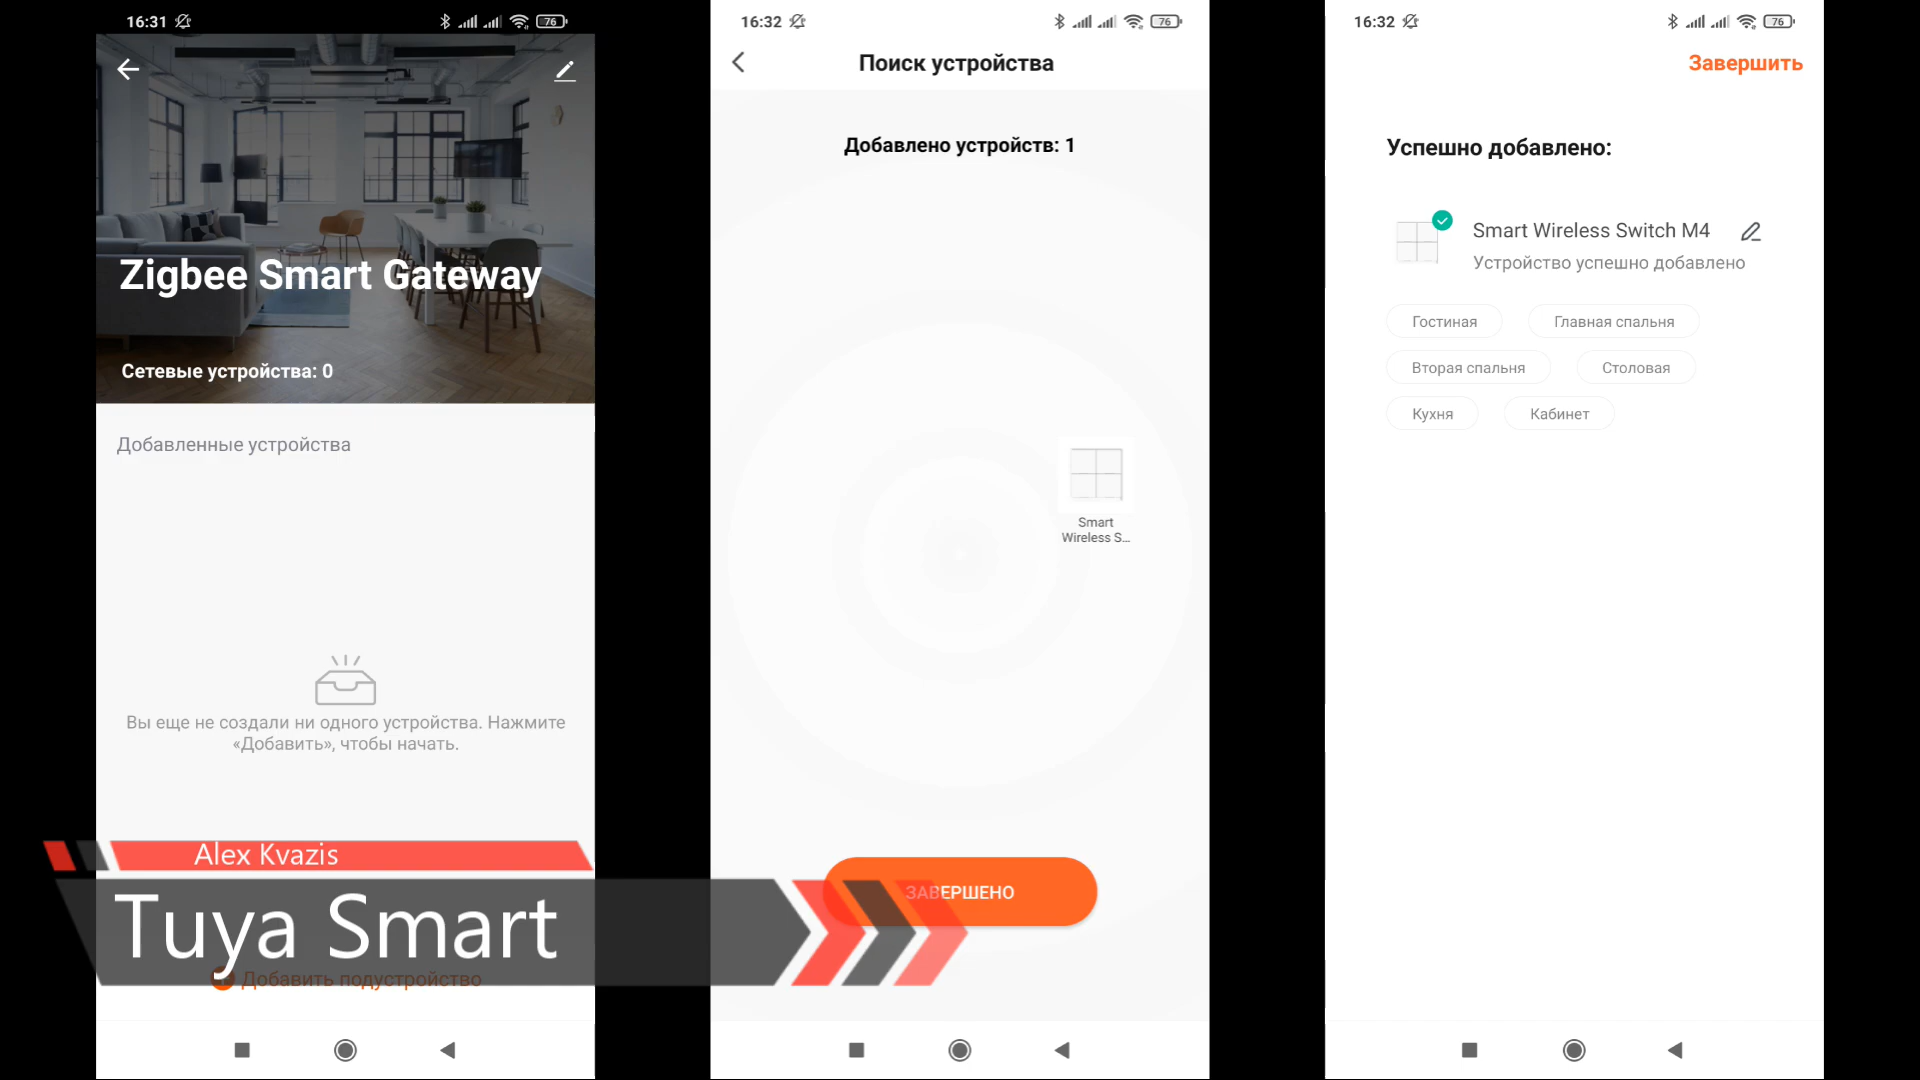 16:31
76
Zigbee Smart Gateway
Сетевые устройства: 0
Добавленные устройства
Вы еще не создали ни одного устройства. Нажмите
«Добавить», чтобы начать.
Alex Kvazis
Tuya Smart
Добавить подустройство
16:32
76
Поиск устройства
Добавлено устройств: 1
Smart
Wireless S...
ЗАВЕРШЕНО
16:32
76
Завершить
Успешно добавлено:
Smart Wireless Switch M4
Устройство успешно добавлено
Гостиная
Главная спальня
Вторая спальня
Столовая
Кухня
Кабинет